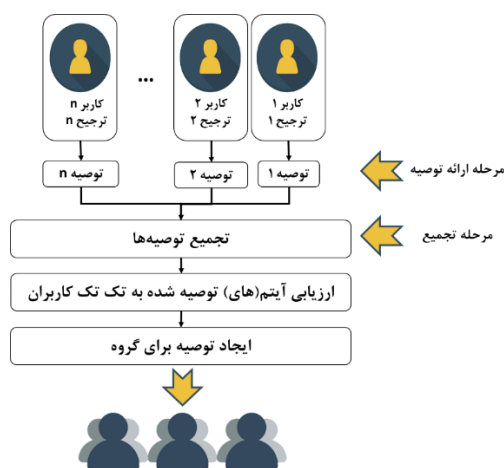 کاربر ۱
ترجیح ۱
کاربر ۲
ترجیح ۲
...
کاربر n
ترجیح n
توصیه ۱
توصیه ۲
توصیه n
مرحله ارائه توصیه
تجمیع توصیه‌ها
مرحله تجمیع
ارزیابی آیتم(های) توصیه شده به تک تک کاربران
ایجاد توصیه برای گروه